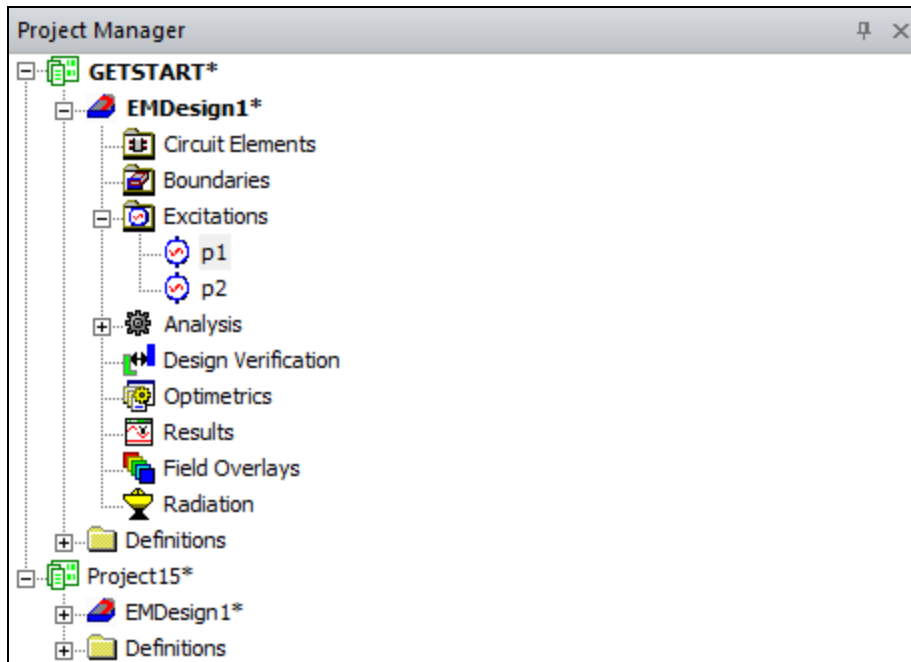 Project Manager
GETSTART*
EMDesign1*
Circuit Elements
Boundaries
Excitations
p1
p2
Analysis
Design Verification
Optimetrics
Results
Field Overlays
Radiation
Definitions
Project15*
EMDesign1*
Definitions